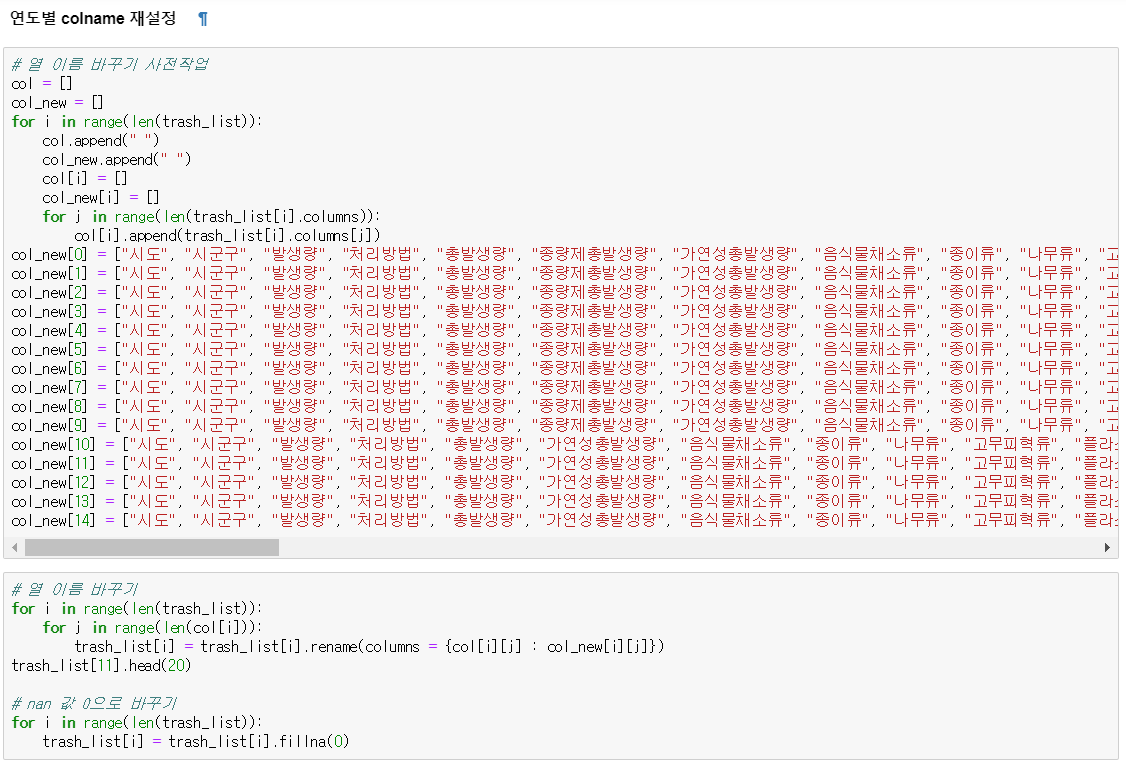 연도별 colname 재설정 ¶
# 열 이름 바꾸기 사전작업
col = []
col_new = []
for i in range(len(trash_list)):
    col.append(" ")
    col_new.append(" ")
    col[i] = []
    col_new[i] = []
    for j in range(len(trash_list[i].columns)):
        col[i].append(trash_list[i].columns[j])
col_new[0] = ["시도", "시군구", "발생량", "처리방법", "총발생량", "종량제총발생량", "가연성총발생량", "음식물채소류", "종이류", "나무류", "고
col_new[1] = ["시도", "시군구", "발생량", "처리방법", "총발생량", "종량제총발생량", "가연성총발생량", "음식물채소류", "종이류", "나무류", "고
col_new[2] = ["시도", "시군구", "발생량", "처리방법", "총발생량", "종량제총발생량", "가연성총발생량", "음식물채소류", "종이류", "나무류", "고
col_new[3] = ["시도", "시군구", "발생량", "처리방법", "총발생량", "종량제총발생량", "가연성총발생량", "음식물채소류", "종이류", "나무류", "고
col_new[4] = ["시도", "시군구", "발생량", "처리방법", "총발생량", "종량제총발생량", "가연성총발생량", "음식물채소류", "종이류", "나무류", "고
col_new[5] = ["시도", "시군구", "발생량", "처리방법", "총발생량", "종량제총발생량", "가연성총발생량", "음식물채소류", "종이류", "나무류", "고
col_new[6] = ["시도", "시군구", "발생량", "처리방법", "총발생량", "종량제총발생량", "가연성총발생량", "음식물채소류", "종이류", "나무류", "고
col_new[7] = ["시도", "시군구", "발생량", "처리방법", "총발생량", "종량제총발생량", "가연성총발생량", "음식물채소류", "종이류", "나무류", "고
col_new[8] = ["시도", "시군구", "발생량", "처리방법", "총발생량", "종량제총발생량", "가연성총발생량", "음식물채소류", "종이류", "나무류", "고
col_new[9] = ["시도", "시군구", "발생량", "처리방법", "총발생량", "종량제총발생량", "가연성총발생량", "음식물채소류", "종이류", "나무류", "고
col_new[10] = ["시도", "시군구", "발생량", "처리방법", "총발생량", "가연성총발생량", "음식물채소류", "종이류", "나무류", "고무피혁류", "플라스
col_new[11] = ["시도", "시군구", "발생량", "처리방법", "총발생량", "가연성총발생량", "음식물채소류", "종이류", "나무류", "고무피혁류", "플라스
col_new[12] = ["시도", "시군구", "발생량", "처리방법", "총발생량", "가연성총발생량", "음식물채소류", "종이류", "나무류", "고무피혁류", "플라스
col_new[13] = ["시도", "시군구", "발생량", "처리방법", "총발생량", "가연성총발생량", "음식물채소류", "종이류", "나무류", "고무피혁류", "플라스
col_new[14] = ["시도", "시군구", "발생량", "처리방법", "총발생량", "가연성총발생량", "음식물채소류", "종이류", "나무류", "고무피혁류", "플라스
# 열 이름 바꾸기
for i in range(len(trash_list)):
    for j in range(len(col[i])):
        trash_list[i] = trash_list[i].rename(columns = {col[i][j] : col_new[i][j]})
trash_list[11].head(20)
# nan 값 0으로 바꾸기
for i in range(len(trash_list)):
    trash_list[i] = trash_list[i].fillna(0)